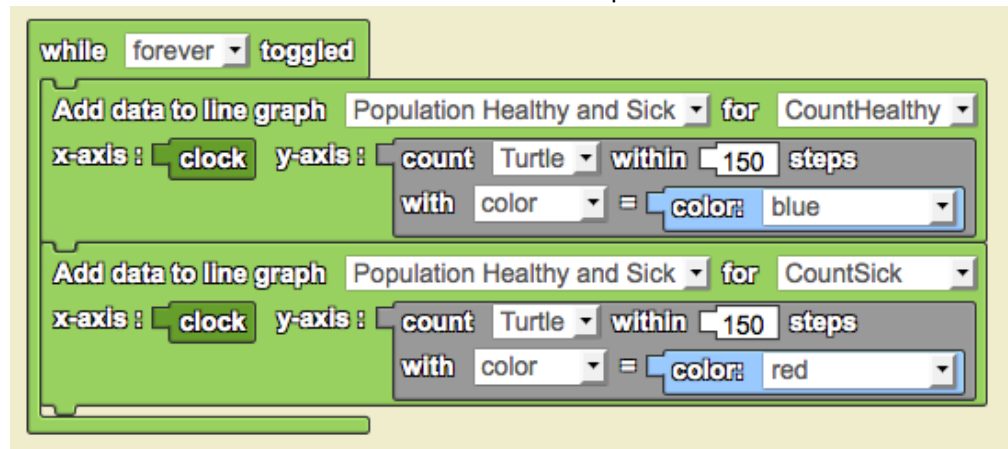 while forever toggled
Add data to line graph Population Healthy and Sick for CountHealthy
x-axis : clock y-axis : count Turtle within 150 steps
with color = color: blue
Add data to line graph Population Healthy and Sick for CountSick
x-axis : clock y-axis : count Turtle within 150 steps
with color = color: red